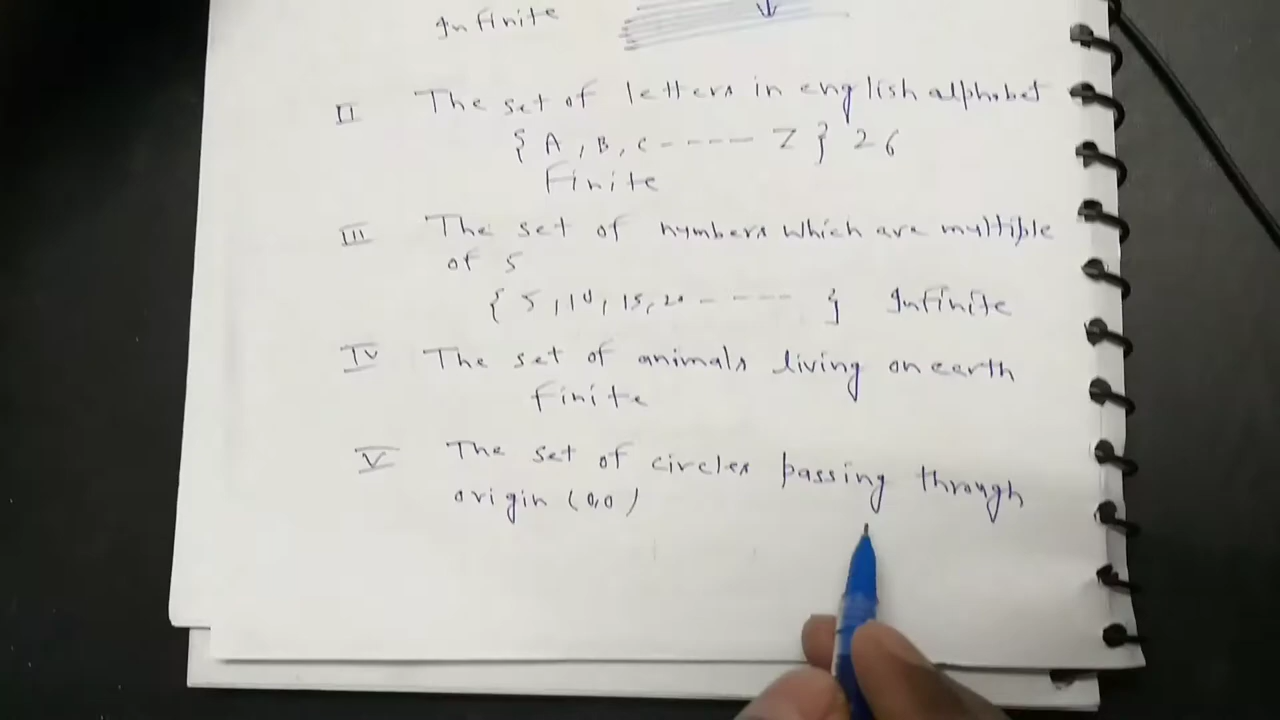 Infinite
II The set of letters in english alphabet
{ A, B, C ---- Z } 26
Finite
III The set of numbers which are multiple
of 5
{ 5, 10, 15, 20 - ---- } Infinite
IV The set of animals living on earth
finite
V The set of circles passing through
origin (0,0)